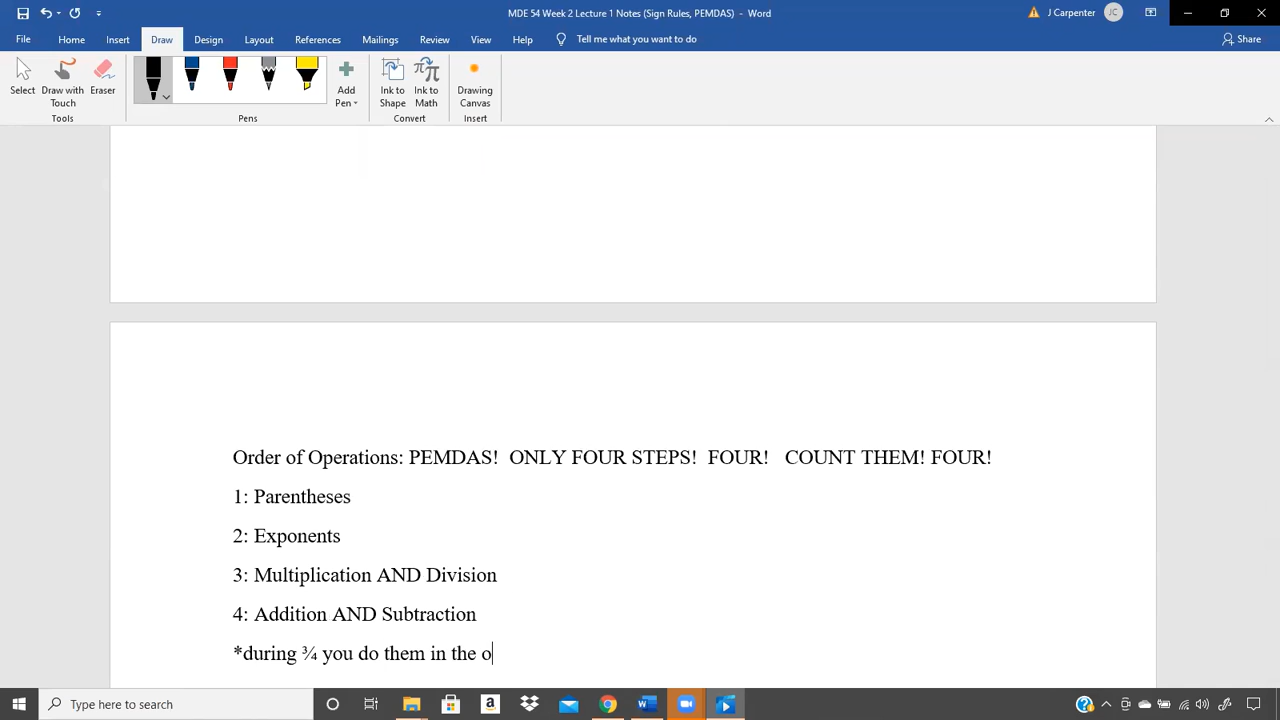 MDE 54 Week 2 Lecture 1 Notes (Sign Rules, PEMDAS) - Word
J Carpenter JC
File Home Insert Draw Design Layout References Mailings Review View Help Tell me what you want to do Share
Select Draw with Touch Eraser Add Pen Ink to Shape Ink to Math Drawing Canvas
Tools Pens Convert Insert
Order of Operations: PEMDAS! ONLY FOUR STEPS! FOUR! COUNT THEM! FOUR!
1: Parentheses
2: Exponents
3: Multiplication AND Division
4: Addition AND Subtraction
*during ¾ you do them in the o
Type here to search